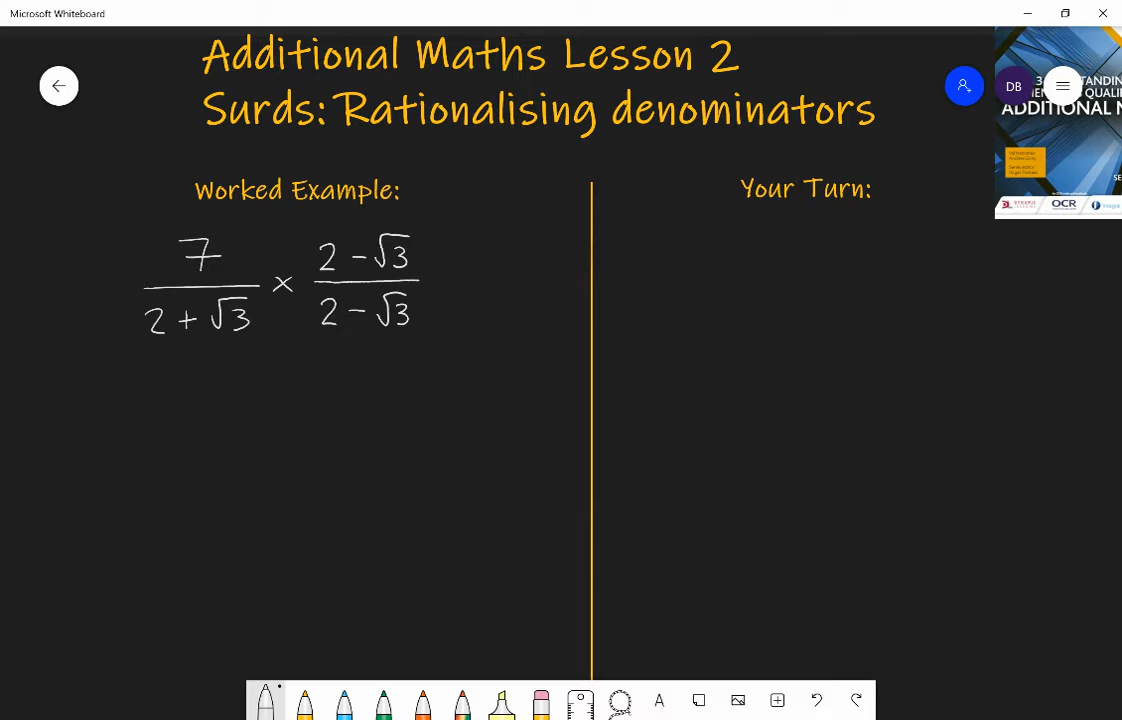 Microsoft Whiteboard
Additional Maths Lesson 2
Surds: Rationalising denominators
DB
ADDITIONAL
OCR
Worked Example:
Your Turn:
7/(2 + √3) × (2 − √3)/(2 − √3)
A